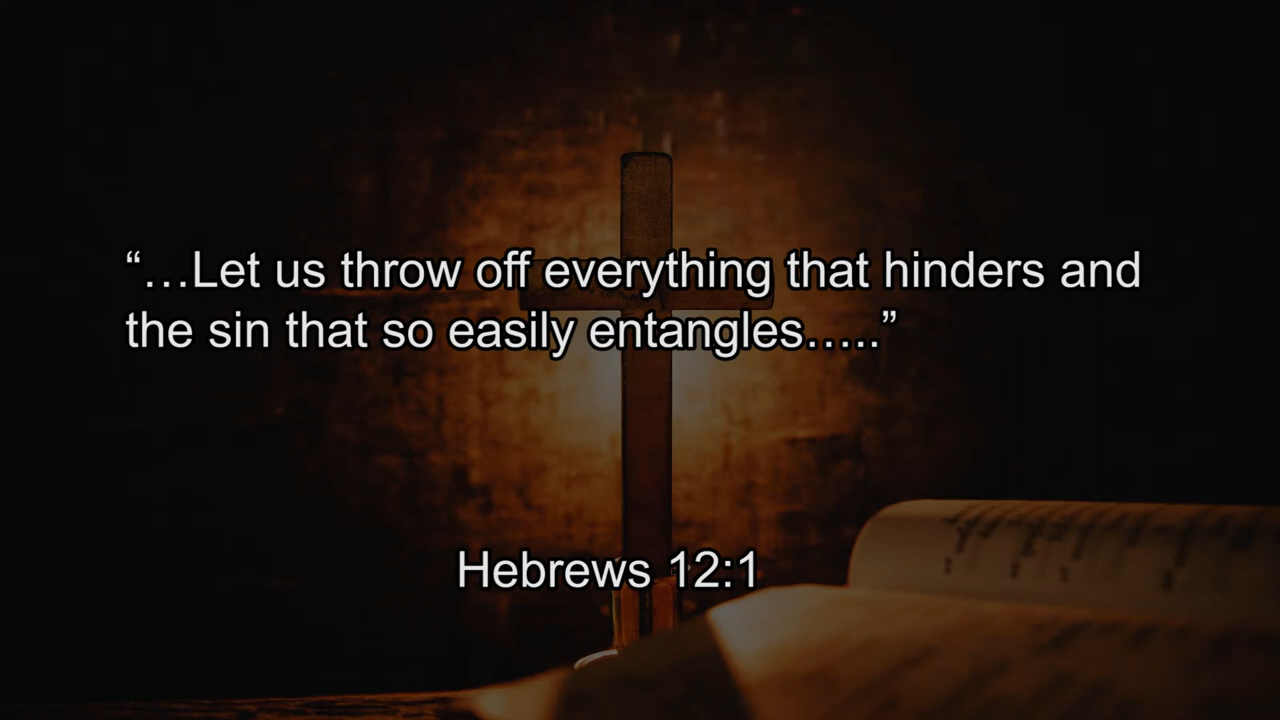 “…Let us throw off everything that hinders and
the sin that so easily entangles…..”
Hebrews 12:1